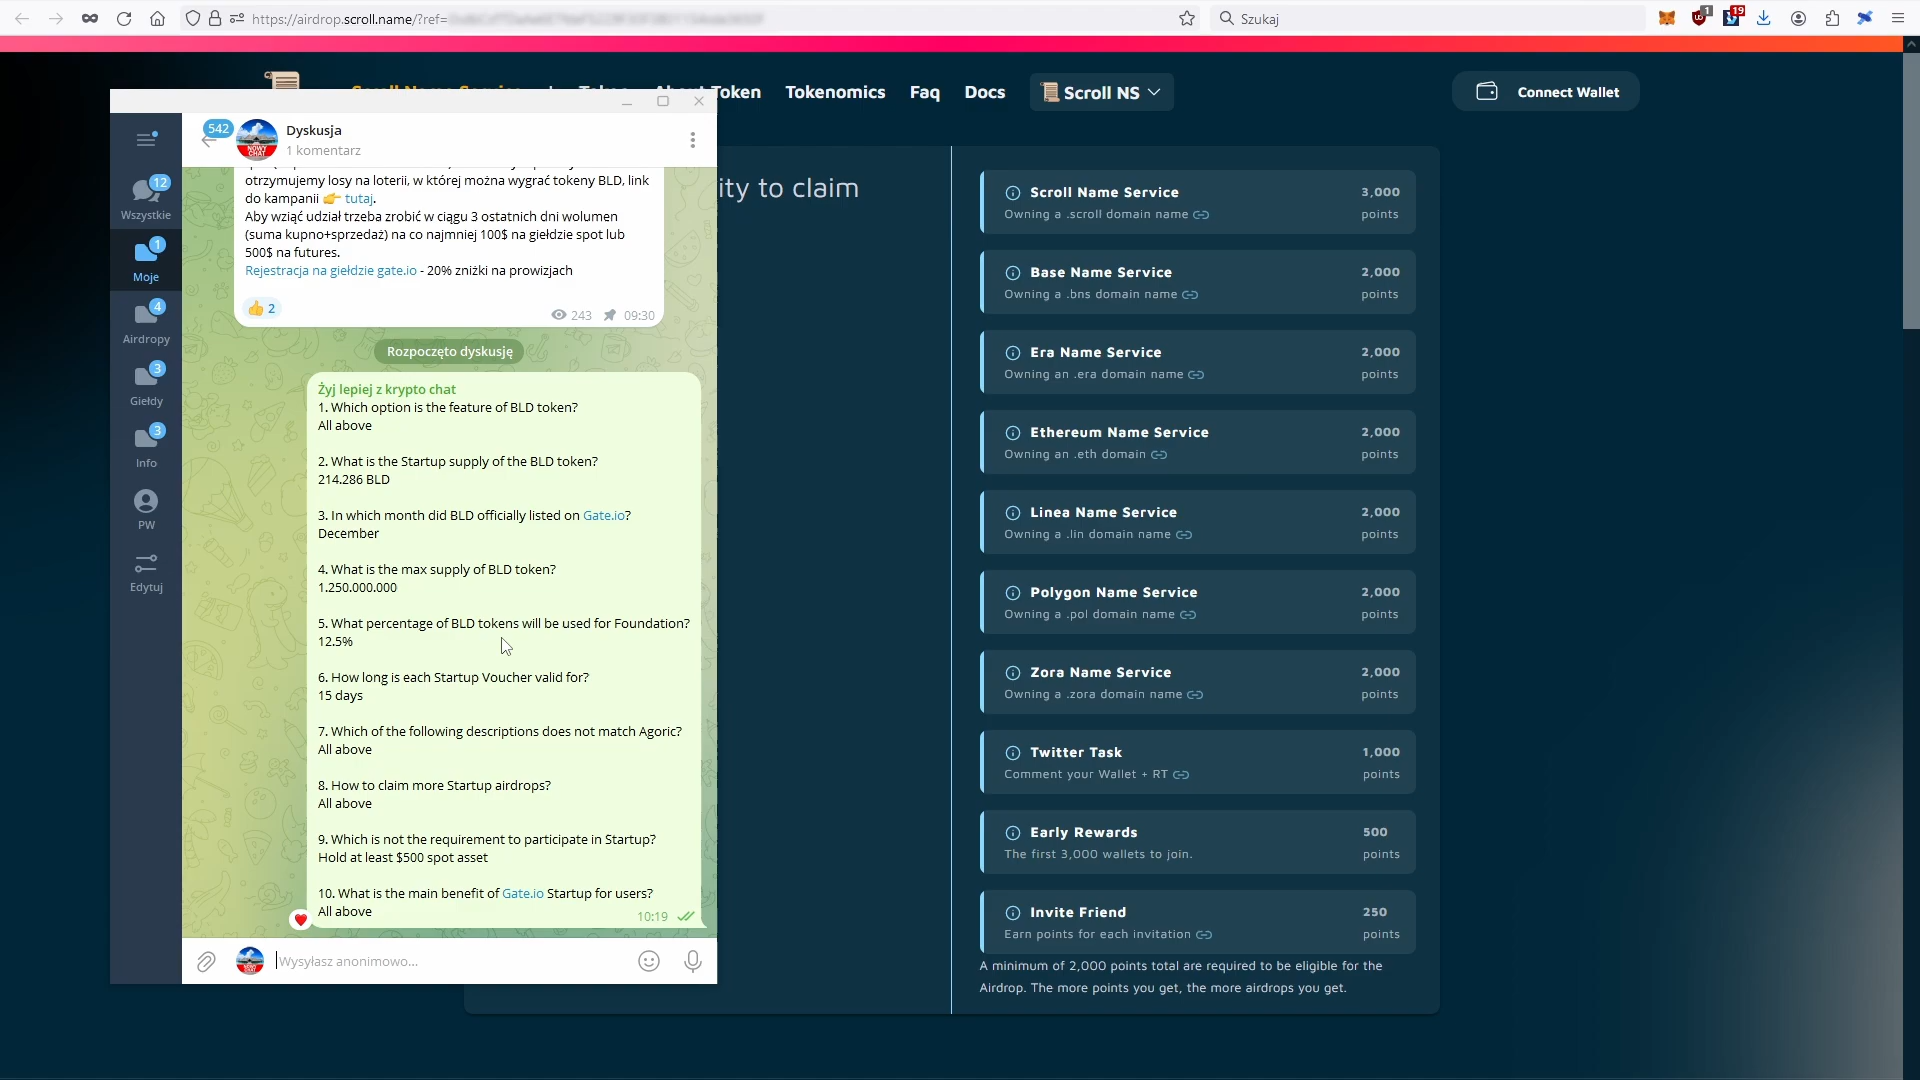 https://airdrop.scroll.name/?ref=
Szukaj
1
19
Token
About Token
Tokenomics
Faq
Docs
Scroll NS
Connect Wallet
542
Dyskusja
1 komentarz
12
Wszystkie
1
Moje
4
Airdropy
3
Giełdy
3
Info
PW
Edytuj
otrzymujemy losy na loterii, w której można wygrać tokeny BLD, link
do kampanii 👉 tutaj.
Aby wziąć udział trzeba zrobić w ciągu 3 ostatnich dni wolumen
(suma kupno+sprzedaż) na co najmniej 100$ na giełdzie spot lub
500$ na futures.
Rejestracja na giełdzie gate.io - 20% zniżki na prowizjach
👍 2
243 09:30
Rozpoczęto dyskusję
Żyj lepiej z krypto chat
1. Which option is the feature of BLD token?
All above
2. What is the Startup supply of the BLD token?
214.286 BLD
3. In which month did BLD officially listed on Gate.io?
December
4. What is the max supply of BLD token?
1.250.000.000
5. What percentage of BLD tokens will be used for Foundation?
12.5%
6. How long is each Startup Voucher valid for?
15 days
7. Which of the following descriptions does not match Agoric?
All above
8. How to claim more Startup airdrops?
All above
9. Which is not the requirement to participate in Startup?
Hold at least $500 spot asset
10. What is the main benefit of Gate.io Startup for users?
All above
10:19
Wysyłasz anonimowo...
ity to claim
Scroll Name Service 3,000
Owning a .scroll domain name points
Base Name Service 2,000
Owning a .bns domain name points
Era Name Service 2,000
Owning an .era domain name points
Ethereum Name Service 2,000
Owning an .eth domain points
Linea Name Service 2,000
Owning a .lin domain name points
Polygon Name Service 2,000
Owning a .pol domain name points
Zora Name Service 2,000
Owning a .zora domain name points
Twitter Task 1,000
Comment your Wallet + RT points
Early Rewards 500
The first 3,000 wallets to join. points
Invite Friend 250
Earn points for each invitation points
A minimum of 2,000 points total are required to be eligible for the
Airdrop. The more points you get, the more airdrops you get.